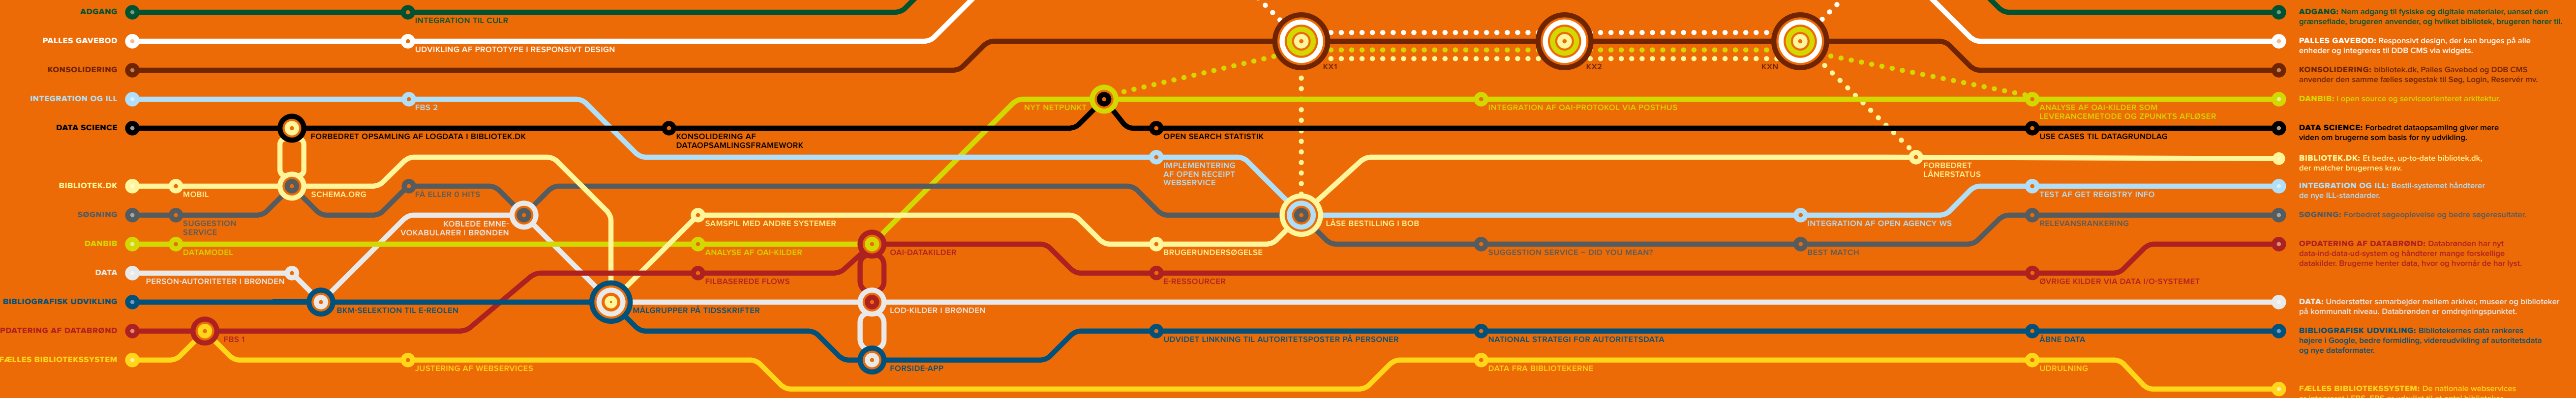 ADGANG
INTEGRATION TIL CULR
PALLES GAVEBOD
UDVIKLING AF PROTOTYPE I RESPONSIVT DESIGN
KONSOLIDERING
KX1
KX2
KXN
INTEGRATION OG ILL
FBS 2
NYT NETPUNKT
INTEGRATION AF OAI-PROTOKOL VIA POSTHUS
ANALYSE AF OAI-KILDER SOM
LEVERANCEMETODE OG ZPUNKTS AFLØSER
DATA SCIENCE
FORBEDRET OPSAMLING AF LOGDATA I BIBLIOTEK.DK
KONSOLIDERING AF
DATAOPSAMLINGSFRAMEWORK
OPEN SEARCH STATISTIK
USE CASES TIL DATAGRUNDLAG
IMPLEMENTERING
AF OPEN RECEIPT
WEBSERVICE
FORBEDRET
LÅNERSTATUS
BIBLIOTEK.DK
MOBIL
SCHEMA.ORG
FÅ ELLER 0 HITS
TEST AF GET REGISTRY INFO
SØGNING
SUGGESTION
SERVICE
KOBLEDE EMNE-
VOKABULARER I BRØNDEN
SAMSPIL MED ANDRE SYSTEMER
LÅSE BESTILLING I BOB
INTEGRATION AF OPEN AGENCY WS
RELEVANSRANKERING
DANBIB
DATAMODEL
ANALYSE AF OAI-KILDER
OAI-DATAKILDER
BRUGERUNDERSØGELSE
SUGGESTION SERVICE – DID YOU MEAN?
BEST MATCH
DATA
PERSON-AUTORITETER I BRØNDEN
FILBASEREDE FLOWS
E-RESSOURCER
ØVRIGE KILDER VIA DATA I/O-SYSTEMET
BIBLIOGRAFISK UDVIKLING
BKM-SELEKTION TIL E-REOLEN
MÅLGRUPPER PÅ TIDSSKRIFTER
LOD-KILDER I BRØNDEN
PDATERING AF DATABRØND
FBS 1
UDVIDET LINKNING TIL AUTORITETSPOSTER PÅ PERSONER
NATIONAL STRATEGI FOR AUTORITETSDATA
ÅBNE DATA
FÆLLES BIBLIOTEKSSYSTEM
JUSTERING AF WEBSERVICES
FORSIDE-APP
DATA FRA BIBLIOTEKERNE
UDRULNING
ADGANG: Nem adgang til fysiske og digitale materialer, uanset den
grænseflade, brugeren anvender, og hvilket bibliotek, brugeren hører til.
PALLES GAVEBOD: Responsivt design, der kan bruges på alle
enheder og integreres til DDB CMS via widgets.
KONSOLIDERING: bibliotek.dk, Palles Gavebod og DDB CMS
anvender den samme fælles søgestak til Søg, Login, Reservér mv.
DANBIB: I open source og serviceorienteret arkitektur.
DATA SCIENCE: Forbedret dataopsamling giver mere
viden om brugerne som basis for ny udvikling.
BIBLIOTEK.DK: Et bedre, up-to-date bibliotek.dk,
der matcher brugernes krav.
INTEGRATION OG ILL: Bestil-systemet håndterer
de nye ILL-standarder.
SØGNING: Forbedret søgeoplevelse og bedre søgeresultater.
OPDATERING AF DATABRØND: Databrønden har nyt
data-ind-data-ud-system og håndterer mange forskellige
datakilder. Brugerne henter data, hvor og hvornår de har lyst.
DATA: Understøtter samarbejder mellem arkiver, museer og biblioteker
på kommunalt niveau. Databrønden er omdrejningspunktet.
BIBLIOGRAFISK UDVIKLING: Bibliotekernes data rankeres
højere i Google, bedre formidling, videreudvikling af autoritetsdata
og nye dataformater.
FÆLLES BIBLIOTEKSSYSTEM: De nationale webservices